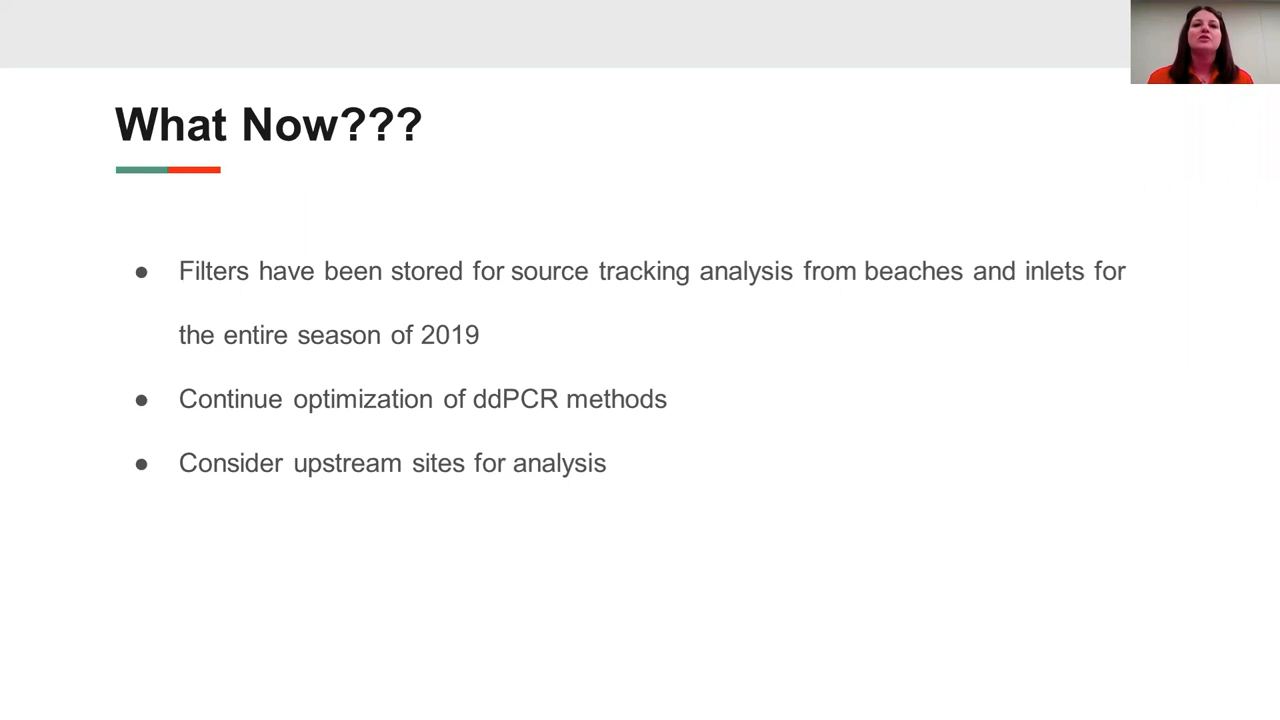 What Now???
● Filters have been stored for source tracking analysis from beaches and inlets for
the entire season of 2019
● Continue optimization of ddPCR methods
● Consider upstream sites for analysis